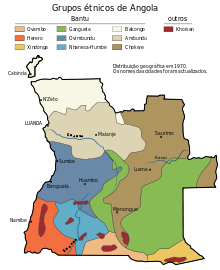 Grupos étnicos de Angola
Bantu outros
Ovambo Ganguela Bakongo Khoisan
Herero Ovimbundu Ambundu
Xindonga Nhaneca-Humbe Chokwe
Distribuição geográfica em 1970.
Os nomes das cidades foram actualizados.
Cabinda
N'Zeto
LUANDA
Malanje
Saurimo
Sumbe
Luena
Huambo
Benguela
Menongue
Namibe